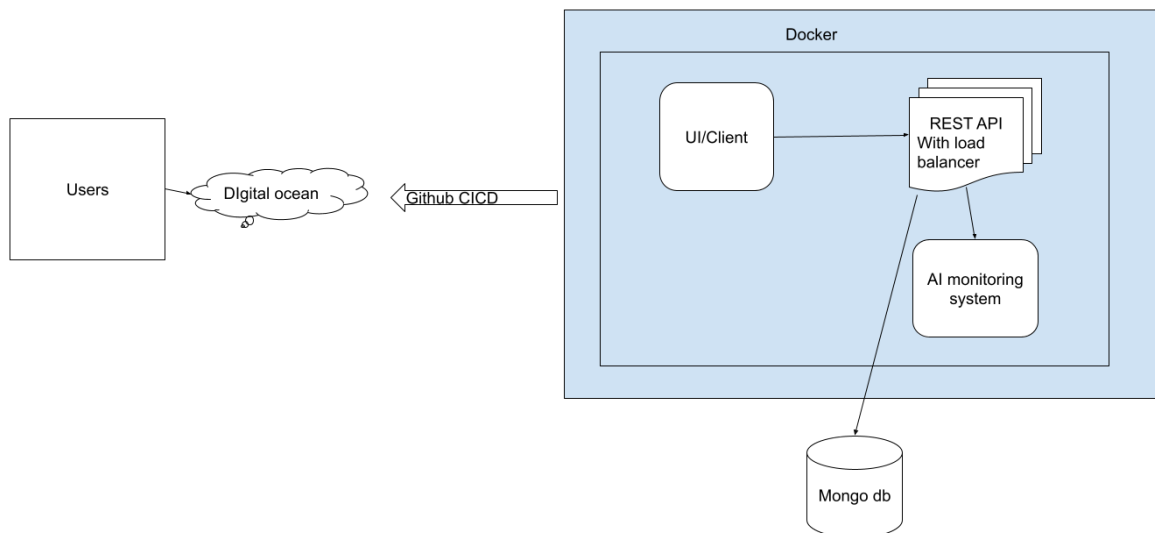 Docker
UI/Client
REST API
With load
balancer
Users
DIgital ocean
Github CICD
AI monitoring
system
Mongo db